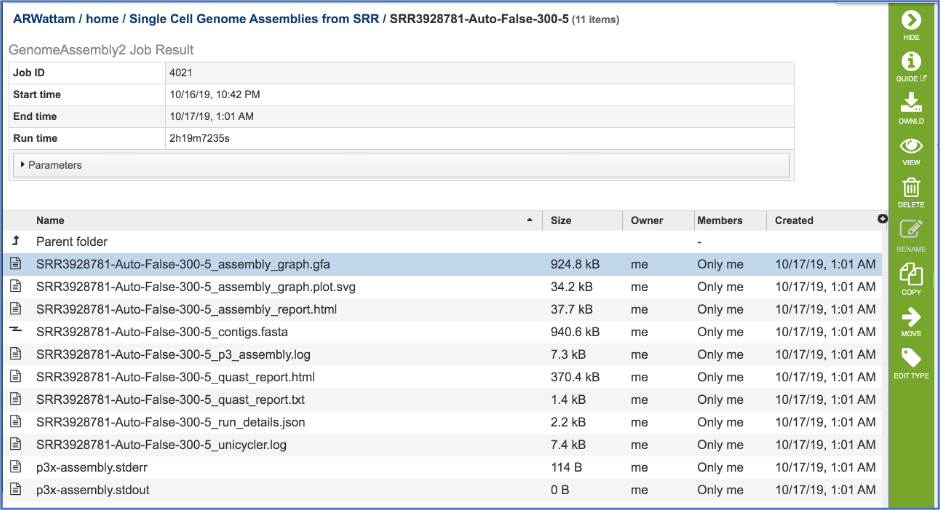 ARWattam / home / Single Cell Genome Assemblies from SRR / SRR3928781-Auto-False-300-5 (11 items)
GenomeAssembly2 Job Result
Job ID 4021
Start time 10/16/19, 10:42 PM
End time 10/17/19, 1:01 AM
Run time 2h19m7235s
Parameters
Name Size Owner Members Created
Parent folder -
SRR3928781-Auto-False-300-5_assembly_graph.gfa 924.8 kB me Only me 10/17/19, 1:01 AM
SRR3928781-Auto-False-300-5_assembly_graph.plot.svg 34.2 kB me Only me 10/17/19, 1:01 AM
SRR3928781-Auto-False-300-5_assembly_report.html 37.7 kB me Only me 10/17/19, 1:01 AM
SRR3928781-Auto-False-300-5_contigs.fasta 940.6 kB me Only me 10/17/19, 1:01 AM
SRR3928781-Auto-False-300-5_p3_assembly.log 7.3 kB me Only me 10/17/19, 1:01 AM
SRR3928781-Auto-False-300-5_quast_report.html 370.4 kB me Only me 10/17/19, 1:01 AM
SRR3928781-Auto-False-300-5_quast_report.txt 1.4 kB me Only me 10/17/19, 1:01 AM
SRR3928781-Auto-False-300-5_run_details.json 2.2 kB me Only me 10/17/19, 1:01 AM
SRR3928781-Auto-False-300-5_unicycler.log 7.4 kB me Only me 10/17/19, 1:01 AM
p3x-assembly.stderr 114 B me Only me 10/17/19, 1:01 AM
p3x-assembly.stdout 0 B me Only me 10/17/19, 1:01 AM
HIDE
GUIDE
DWNLD
VIEW
DELETE
RENAME
COPY
MOVE
EDIT TYPE